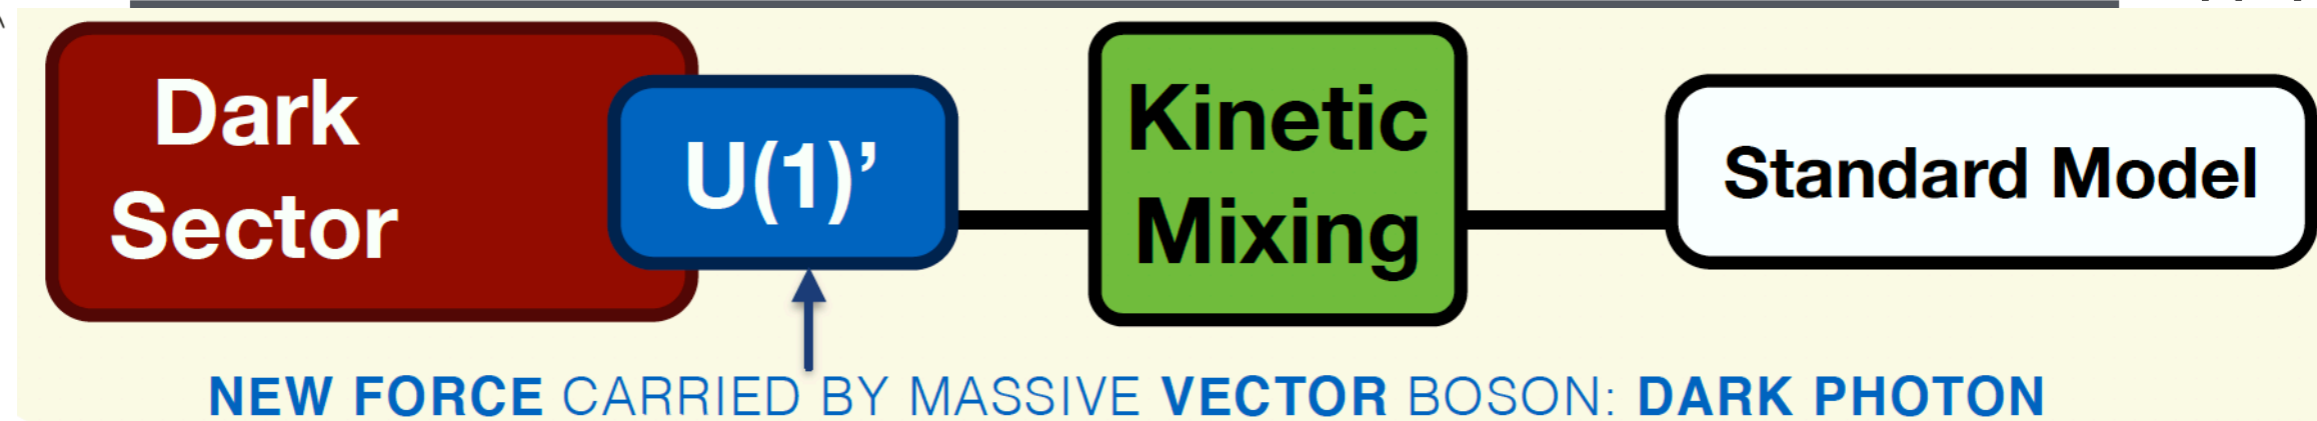 Dark
Sector
U(1)’
Kinetic
Mixing
Standard Model
NEW FORCE CARRIED BY MASSIVE VECTOR BOSON: DARK PHOTON